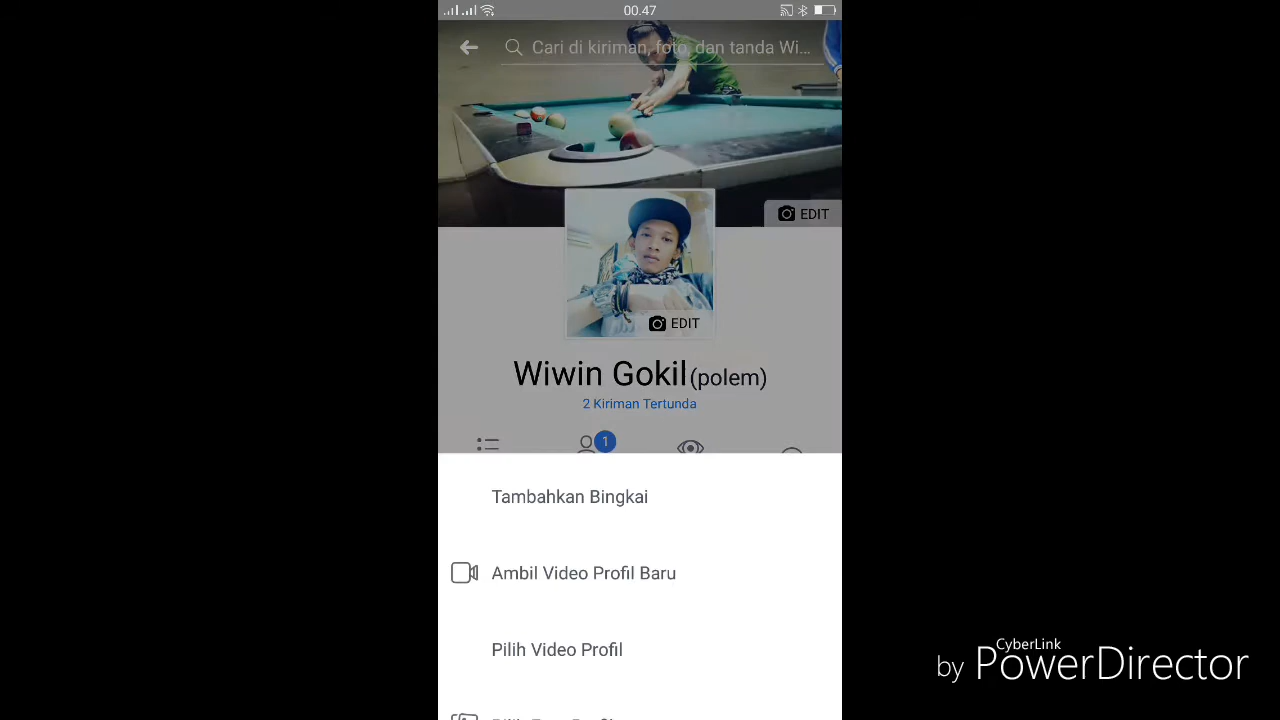 00.47
Cari di kiriman, foto, dan tanda Wi...
EDIT
EDIT
Wiwin Gokil(polem)
2 Kiriman Tertunda
1
Tambahkan Bingkai
Ambil Video Profil Baru
Pilih Video Profil
CyberLink
by PowerDirector